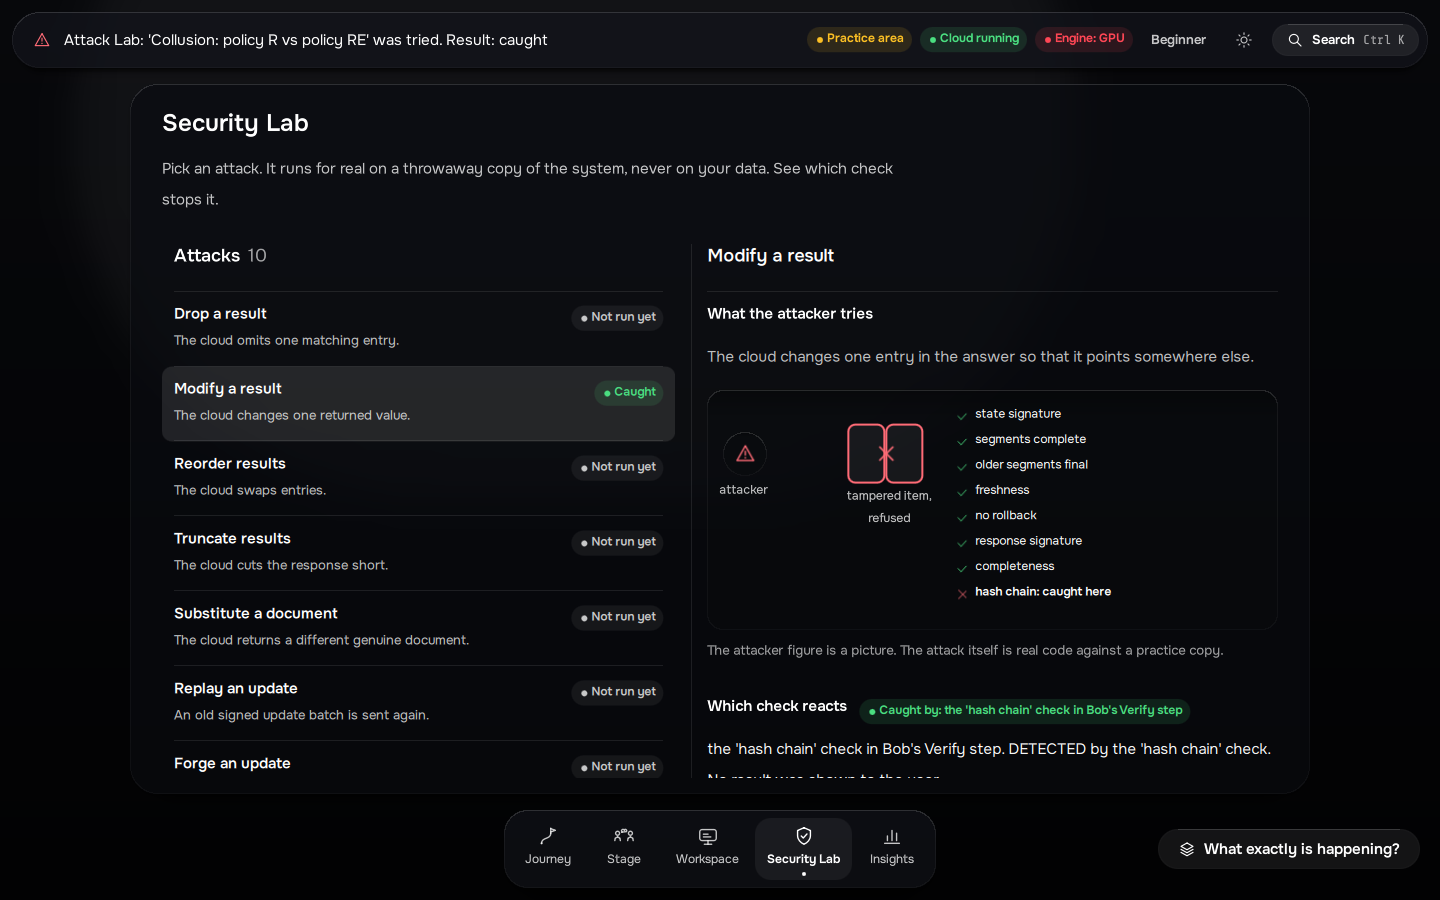 Attack Lab: 'Collusion: policy R vs policy RE' was tried. Result: caught
Practice area
Cloud running
Engine: GPU
Beginner
Search Ctrl K
Security Lab
Pick an attack. It runs for real on a throwaway copy of the system, never on your data. See which check
stops it.
Attacks 10
Drop a result
Not run yet
The cloud omits one matching entry.
Modify a result
Caught
The cloud changes one returned value.
Reorder results
Not run yet
The cloud swaps entries.
Truncate results
Not run yet
The cloud cuts the response short.
Substitute a document
Not run yet
The cloud returns a different genuine document.
Replay an update
Not run yet
An old signed update batch is sent again.
Forge an update
Not run yet
Modify a result
What the attacker tries
The cloud changes one entry in the answer so that it points somewhere else.
attacker
tampered item,
refused
state signature
segments complete
older segments final
freshness
no rollback
response signature
completeness
hash chain: caught here
The attacker figure is a picture. The attack itself is real code against a practice copy.
Which check reacts
Caught by: the 'hash chain' check in Bob's Verify step
the 'hash chain' check in Bob's Verify step. DETECTED by the 'hash chain' check.
No result was shown to the user.
Journey
Stage
Workspace
Security Lab
Insights
What exactly is happening?